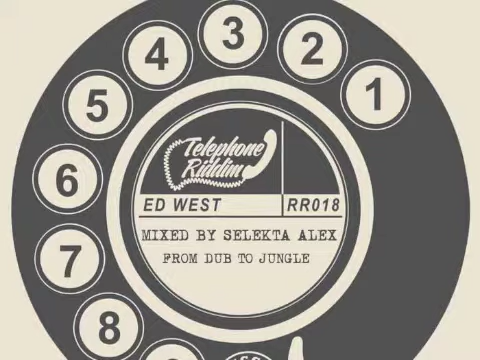 3
2
4
1
5
6
7
8
Telephone
Riddim
ED WEST
RR018
MIXED BY SELEKTA ALEX
FROM DUB TO JUNGLE